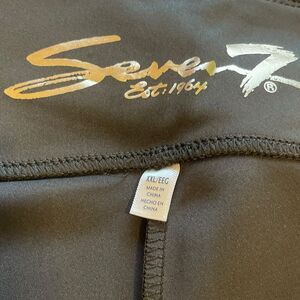 Seven7
Est. 1964
®
XXL/EEG
MADE IN
CHINA
HECHO EN
CHINA